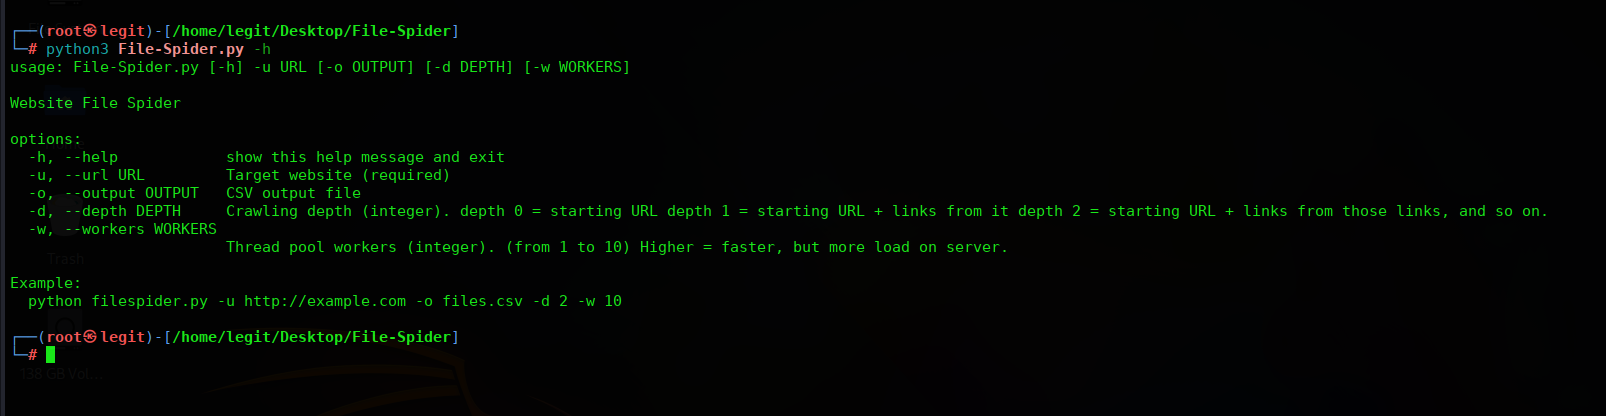 ┌──(root㉿legit)-[/home/legit/Desktop/File-Spider]
└─# python3 File-Spider.py -h
usage: File-Spider.py [-h] -u URL [-o OUTPUT] [-d DEPTH] [-w WORKERS]

Website File Spider

options:
  -h, --help            show this help message and exit
  -u, --url URL         Target website (required)
  -o, --output OUTPUT   CSV output file
  -d, --depth DEPTH     Crawling depth (integer). depth 0 = starting URL depth 1 = starting URL + links from it depth 2 = starting URL + links from those links, and so on.
  -w, --workers WORKERS
                        Thread pool workers (integer). (from 1 to 10) Higher = faster, but more load on server.
Trash

Example:
  python filespider.py -u http://example.com -o files.csv -d 2 -w 10

┌──(root㉿legit)-[/home/legit/Desktop/File-Spider]
└─#
138 GB Vol...